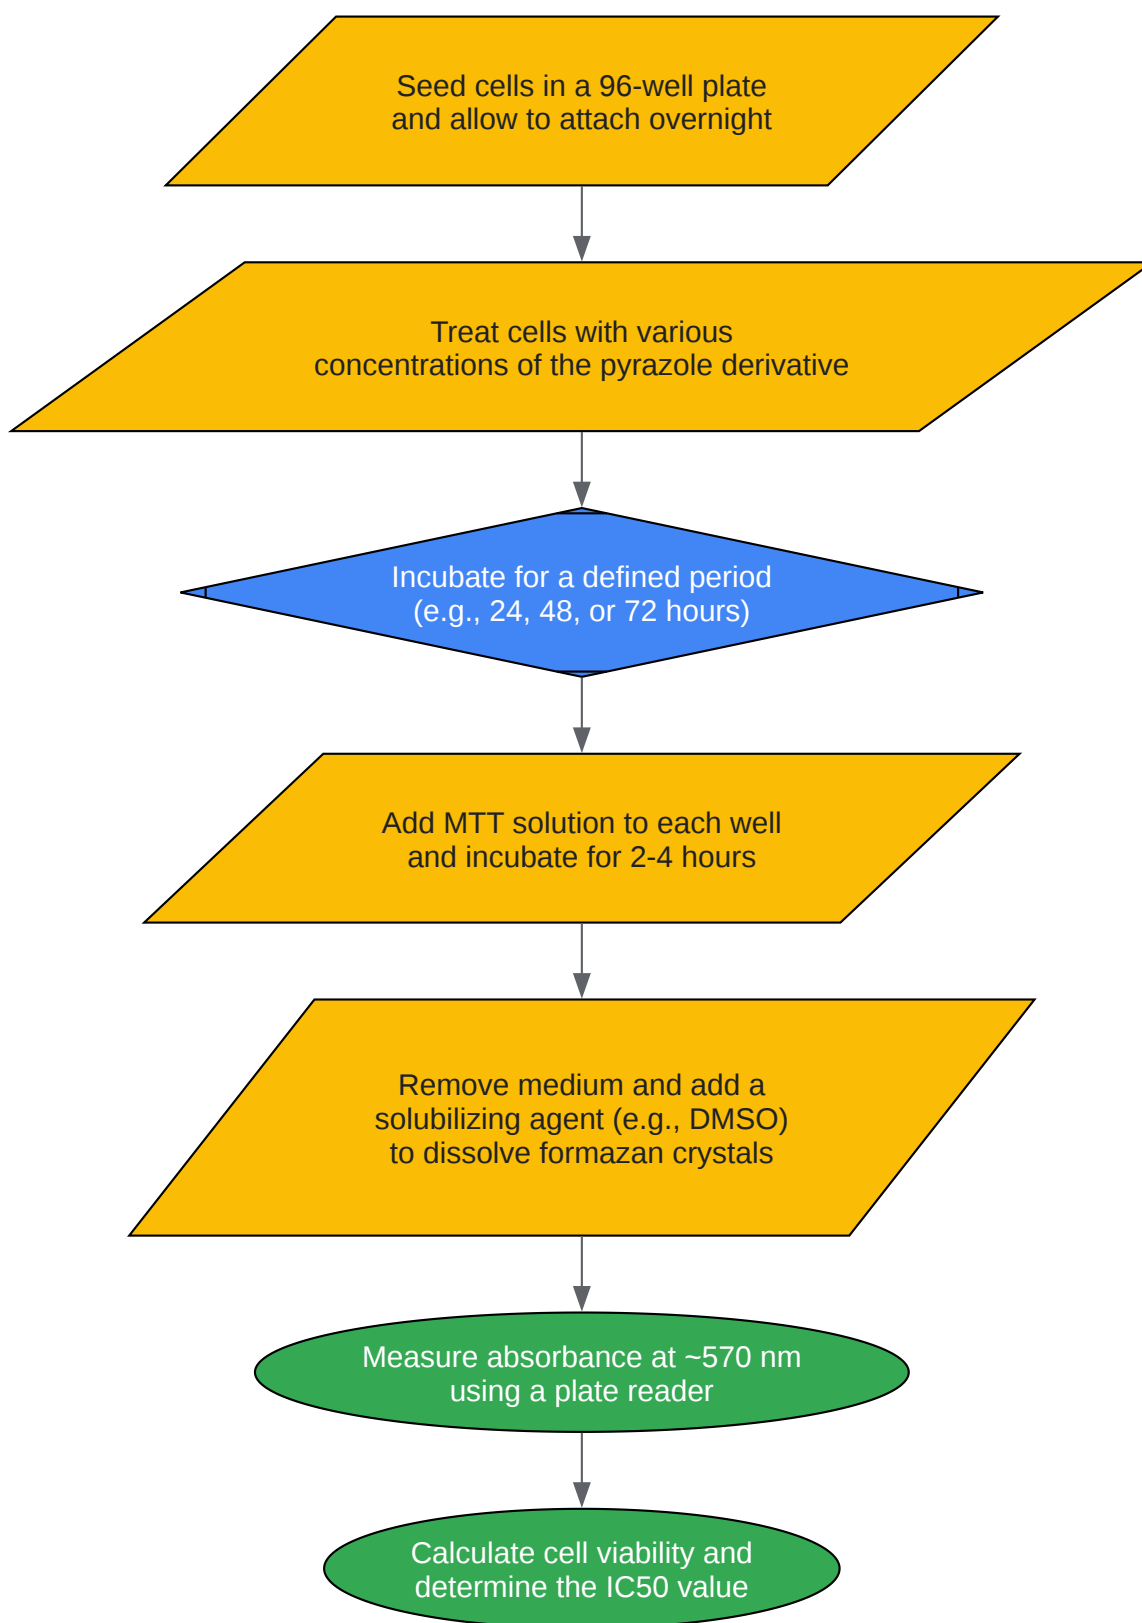 Seed cells in a 96-well plate
and allow to attach overnight
Treat cells with various
concentrations of the pyrazole derivative
Incubate for a defined period
(e.g., 24, 48, or 72 hours)
Add MTT solution to each well
and incubate for 2-4 hours
Remove medium and add a
solubilizing agent (e.g., DMSO)
to dissolve formazan crystals
Measure absorbance at ~570 nm
using a plate reader
Calculate cell viability and
determine the IC50 value